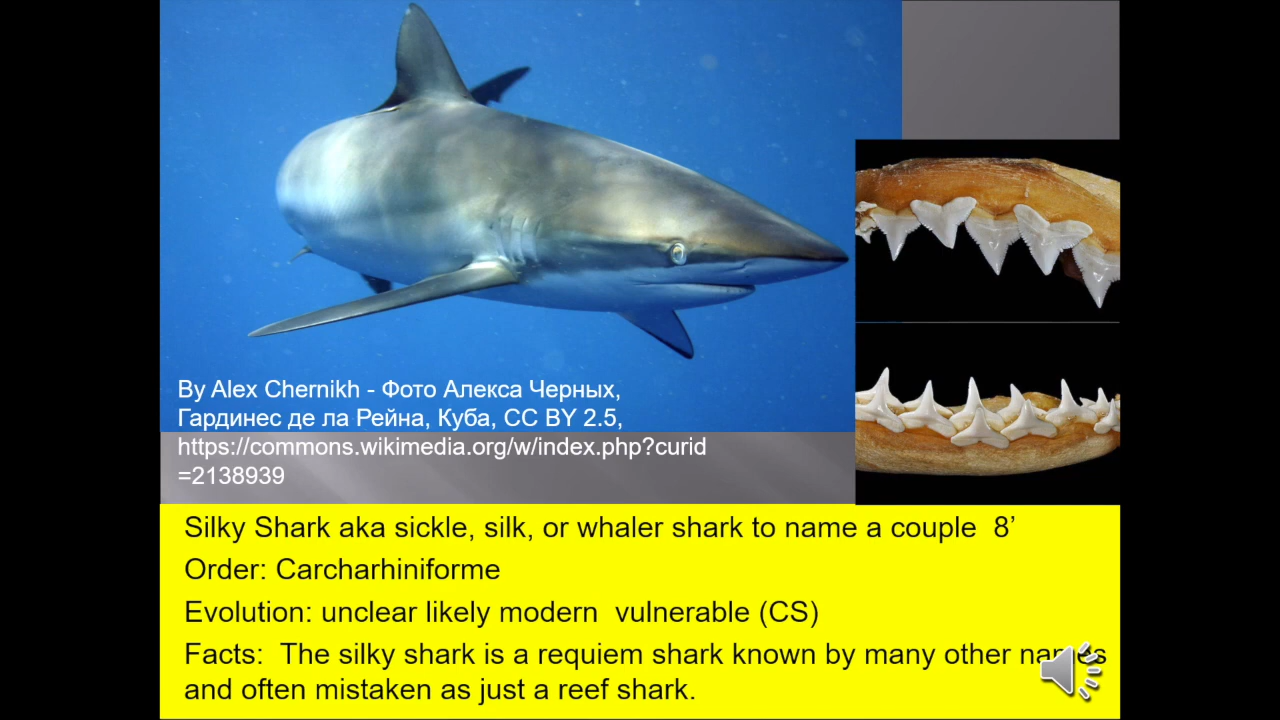 By Alex Chernikh - Фото Алекса Черных,
Гардинес де ла Рейна, Куба, CC BY 2.5,
https://commons.wikimedia.org/w/index.php?curid
=2138939
Silky Shark aka sickle, silk, or whaler shark to name a couple 8’
Order: Carcharhiniforme
Evolution: unclear likely modern vulnerable (CS)
Facts: The silky shark is a requiem shark known by many other names
and often mistaken as just a reef shark.